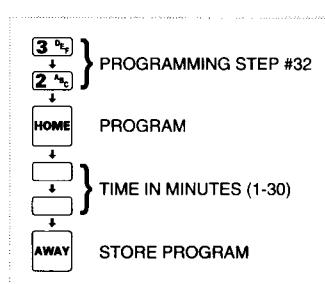 3 DEF
2 ABC
PROGRAMMING STEP #32
HOME PROGRAM
TIME IN MINUTES (1-30)
AWAY STORE PROGRAM